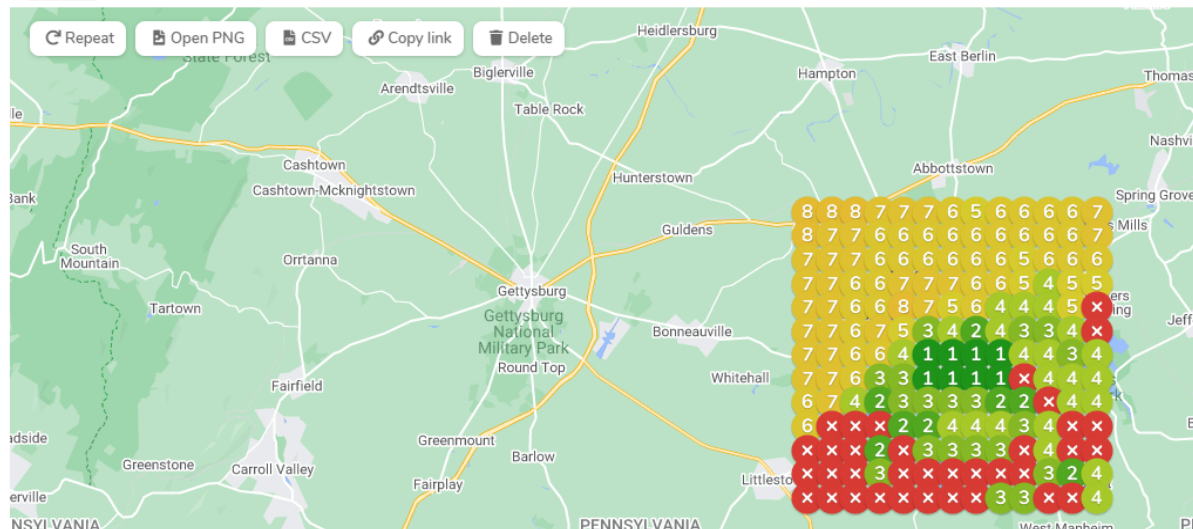 Repeat Open PNG CSV Copy link Delete
State Forest
Heidlersburg
Biglerville
Arendtsville
Table Rock
Hampton
East Berlin
Thomas
Cashtown
Cashtown-Mcknightstown
Hunterstown
Abbottstown
Nashvi
Bank
Spring Grove
South
Mountain
Orrtanna
Guldens
s Mills
Tartown
Gettysburg
Gettysburg
National
Military Park
Bonneauville
Round Top
Whitehall
Fairfield
ers
ing
Jeff
Greenmount
Barlow
adside
Greenstone
Carroll Valley
Fairplay
Littlesto
erville
NSYLVANIA
PENNSYLVANIA
West Manheim
8 8 8 7 7 7 6 5 6 6 6 6 7
8 7 7 6 6 6 6 6 6 6 6 6 7
7 7 7 6 6 6 6 6 6 5 6 6 6
7 7 7 6 7 7 7 6 6 5 4 5 5
7 7 6 6 8 7 5 6 4 4 4 5 ×
7 7 6 7 5 3 4 2 4 3 3 4 ×
7 7 6 6 4 1 1 1 1 4 4 3 4
7 7 6 3 3 1 1 1 1 × 4 4 4
6 7 4 2 3 3 3 3 2 2 × 4 4
6 × × × 2 2 4 4 4 3 4 × ×
× × × 2 × 3 3 3 3 × 4 × ×
× × × 3 × × × × × × 3 2 4
× × × × × × × × 3 3 × × 4